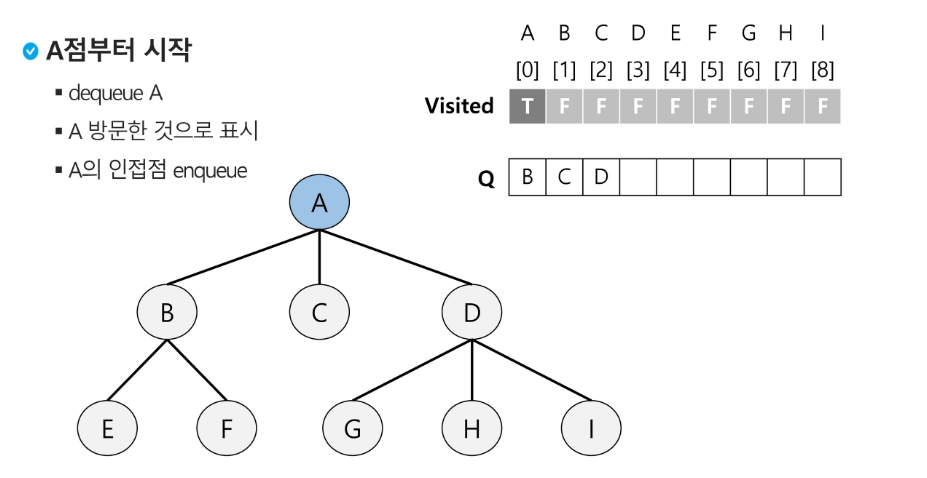 A점부터 시작
▪ dequeue A
▪ A 방문한 것으로 표시
▪ A의 인접점 enqueue
A B C D E F G H I
[0] [1] [2] [3] [4] [5] [6] [7] [8]
Visited T F F F F F F F F
Q B C D
A
B C D
E F G H I